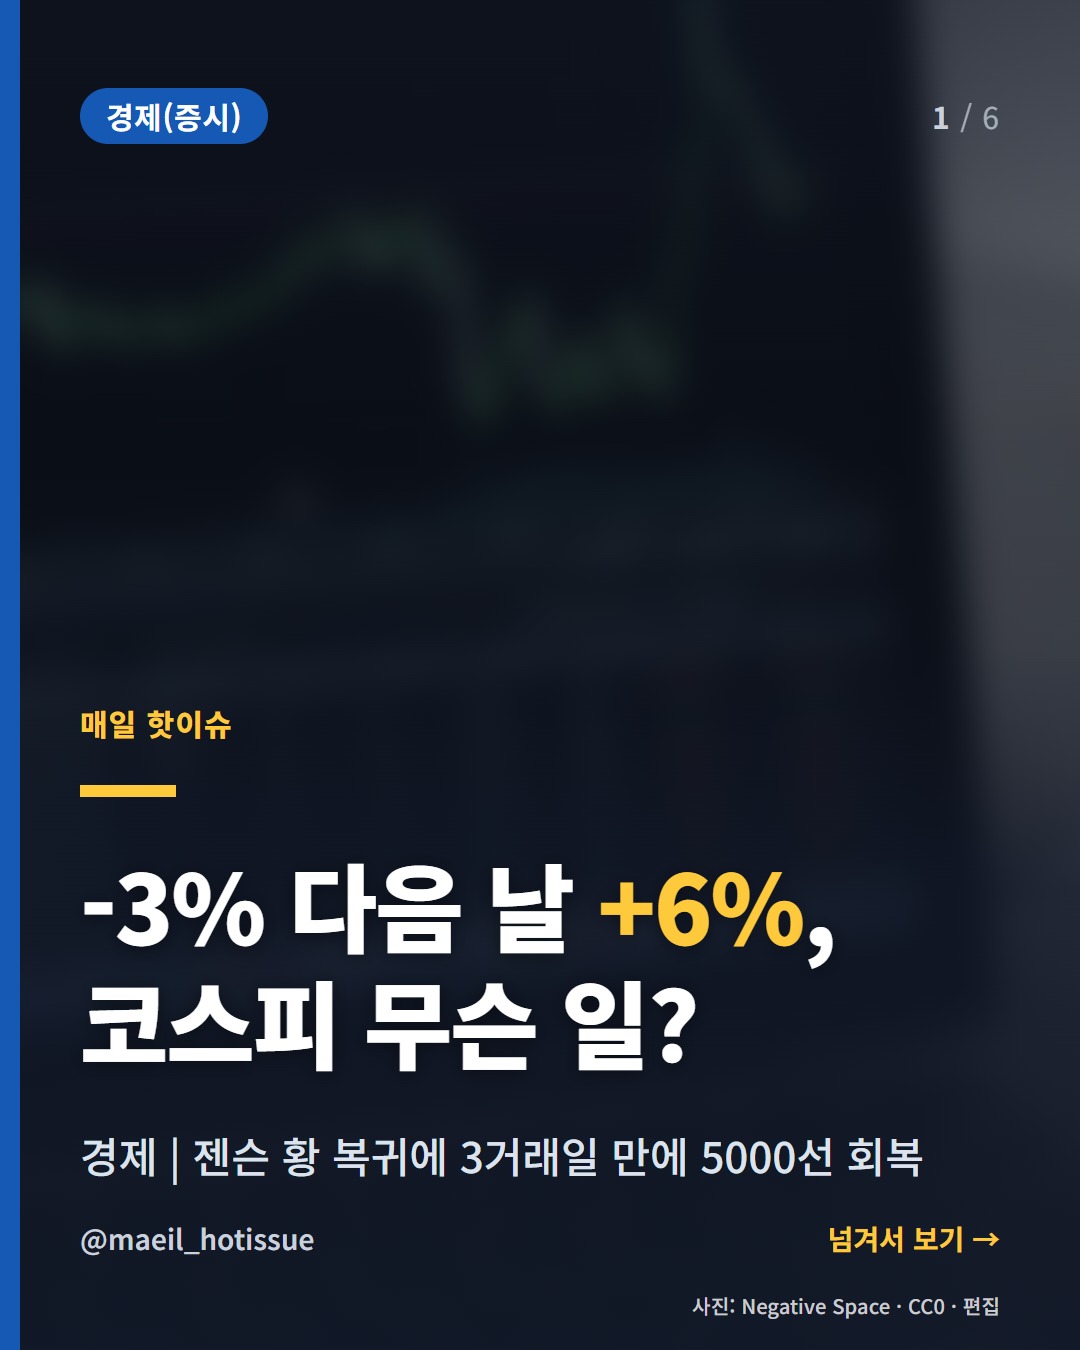 경제(증시)
1 / 6
매일 핫이슈
-3% 다음 날 +6%,
코스피 무슨 일?
경제 | 젠슨 황 복귀에 3거래일 만에 5000선 회복
@maeil_hotissue
넘겨서 보기 →
사진: Negative Space · CC0 · 편집